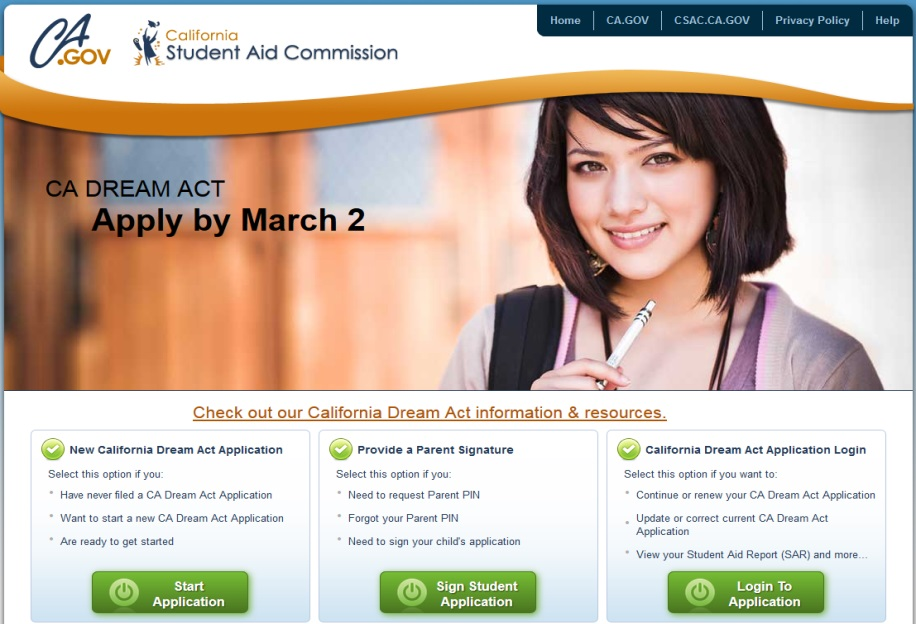 Home CA.GOV CSAC.CA.GOV Privacy Policy Help
CA
.GOV
California
Student Aid Commission
CA DREAM ACT
Apply by March 2
Check out our California Dream Act information & resources.
New California Dream Act Application
Select this option if you:
Have never filed a CA Dream Act Application
Want to start a new CA Dream Act Application
Are ready to get started
Start
Application
Provide a Parent Signature
Select this option if you:
Need to request Parent PIN
Forgot your Parent PIN
Need to sign your child's application
Sign Student
Application
California Dream Act Application Login
Select this option if you want to:
Continue or renew your CA Dream Act Application
Update or correct current CA Dream Act
Application
View your Student Aid Report (SAR) and more...
Login To
Application